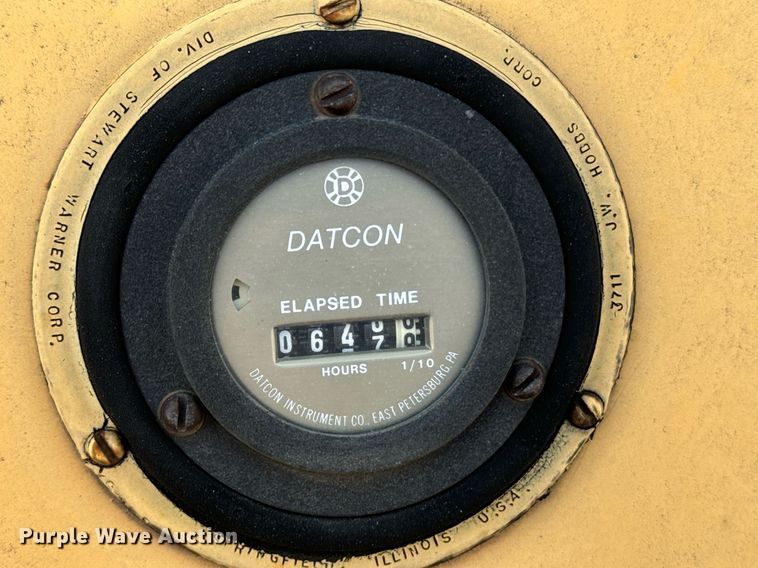 DIV. OF STEWART WARNER CORP.
J.W. HOBBS CORP.
D
DATCON
ELAPSED TIME
064
HOURS 1/10
DATCON INSTRUMENT CO., EAST PETERSBURG, PA
ILLINOIS U.S.A.
Purple Wave Auction